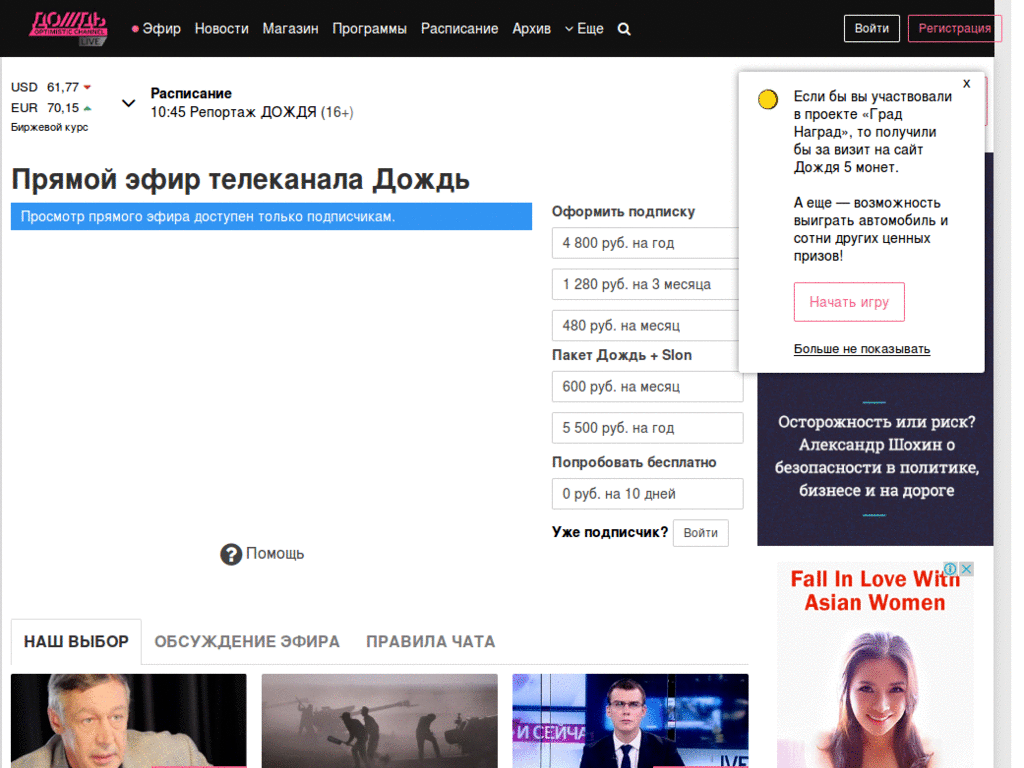 ДОЖДЬ
OPTIMISTIC CHANNEL
LIVE
Эфир Новости Магазин Программы Расписание Архив Еще
Войти Регистрация
USD 61,77
EUR 70,15
Биржевой курс
Расписание
10:45 Репортаж ДОЖДЯ (16+)
x
Если бы вы участвовали
в проекте «Град
Наград», то получили
бы за визит на сайт
Дождя 5 монет.
А еще — возможность
выиграть автомобиль и
сотни других ценных
призов!
Начать игру
Больше не показывать
Прямой эфир телеканала Дождь
Просмотр прямого эфира доступен только подписчикам.
Оформить подписку
4 800 руб. на год
1 280 руб. на 3 месяца
480 руб. на месяц
Пакет Дождь + Slon
600 руб. на месяц
5 500 руб. на год
Попробовать бесплатно
0 руб. на 10 дней
Уже подписчик? Войти
? Помощь
Осторожность или риск?
Александр Шохин о
безопасности в политике,
бизнесе и на дороге
Fall In Love With
Asian Women
НАШ ВЫБОР ОБСУЖДЕНИЕ ЭФИРА ПРАВИЛА ЧАТА
И СЕЙЧА
LIVE